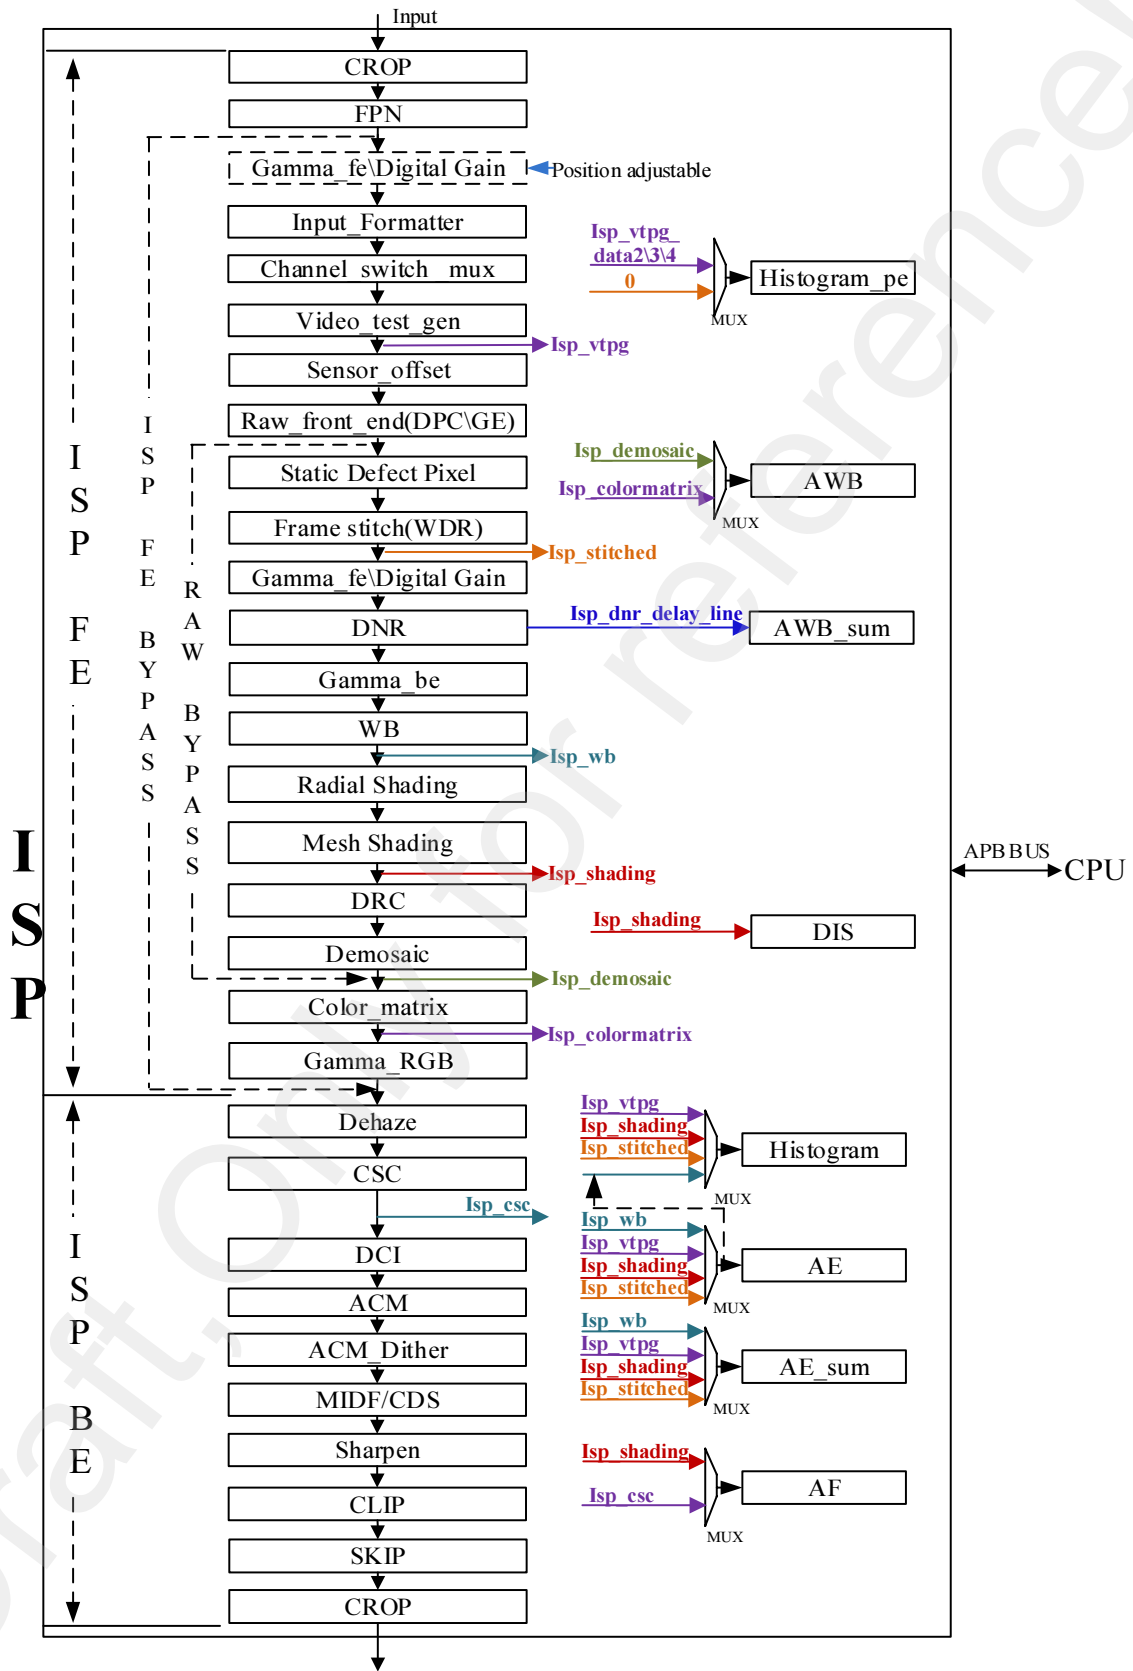 Input
CROP
FPN
Gamma_fe\Digital Gain
Position adjustable
Input_Formatter
Channel_switch_mux
Video_test_gen
Isp_vtpg
Sensor_offset
Raw_front_end(DPC\GE)
Static Defect Pixel
Frame stitch(WDR)
Isp_stitched
Gamma_fe\Digital Gain
DNR
Isp_dnr_delay_line
AWB_sum
Gamma_be
WB
Isp_wb
Radial Shading
Mesh Shading
Isp_shading
DRC
Demosaic
Isp_demosaic
Color_matrix
Isp_colormatrix
Gamma_RGB
Dehaze
CSC
Isp_csc
DCI
ACM
ACM_Dither
MIDF/CDS
Sharpen
CLIP
SKIP
CROP
ISP
ISP FE
ISP BE
ISP FE BYPASS
RAW BYPASS
Isp_vtpg_
data2\3\4
0
MUX
Histogram_pe
Isp_demosaic
Isp_colormatrix
MUX
AWB
Isp_shading
DIS
APB BUS
CPU
Isp_vtpg
Isp_shading
Isp_stitched
MUX
Histogram
Isp_wb
Isp_vtpg
Isp_shading
Isp_stitched
MUX
AE
Isp_wb
Isp_vtpg
Isp_shading
Isp_stitched
MUX
AE_sum
Isp_shading
Isp_csc
MUX
AF
raft. Only for reference